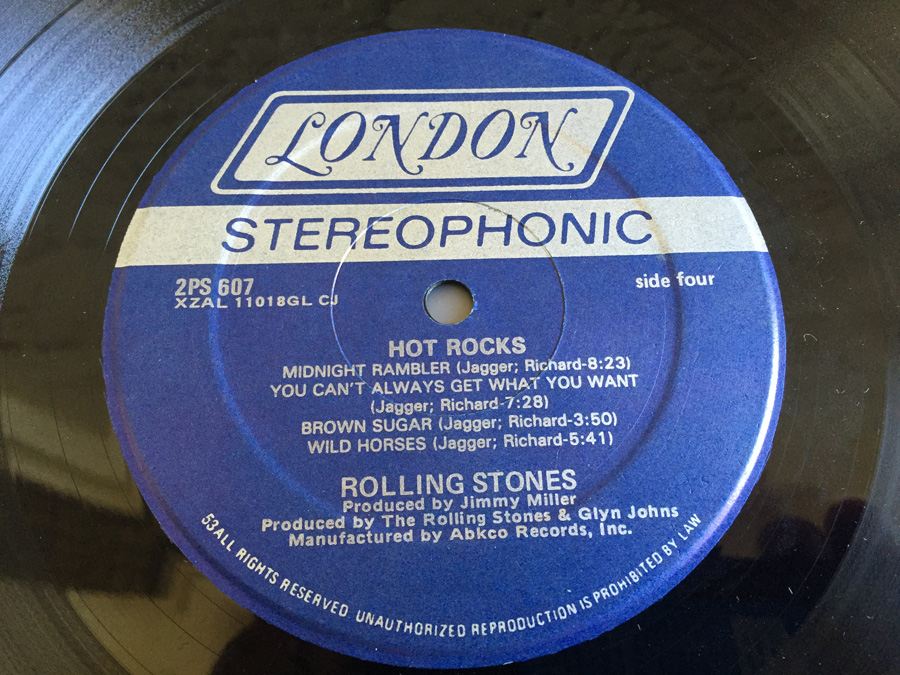 LONDON
STEREOPHONIC
2PS 607
XZAL 11018GL CJ
side four
HOT ROCKS
MIDNIGHT RAMBLER (Jagger; Richard-8:23)
YOU CAN'T ALWAYS GET WHAT YOU WANT
(Jagger; Richard-7:28)
BROWN SUGAR (Jagger; Richard-3:50)
WILD HORSES (Jagger; Richard-5:41)
ROLLING STONES
Produced by Jimmy Miller
Produced by The Rolling Stones & Glyn Johns
Manufactured by Abkco Records, Inc.
53ALL RIGHTS RESERVED. UNAUTHORIZED REPRODUCTION IS PROHIBITED BY LAW